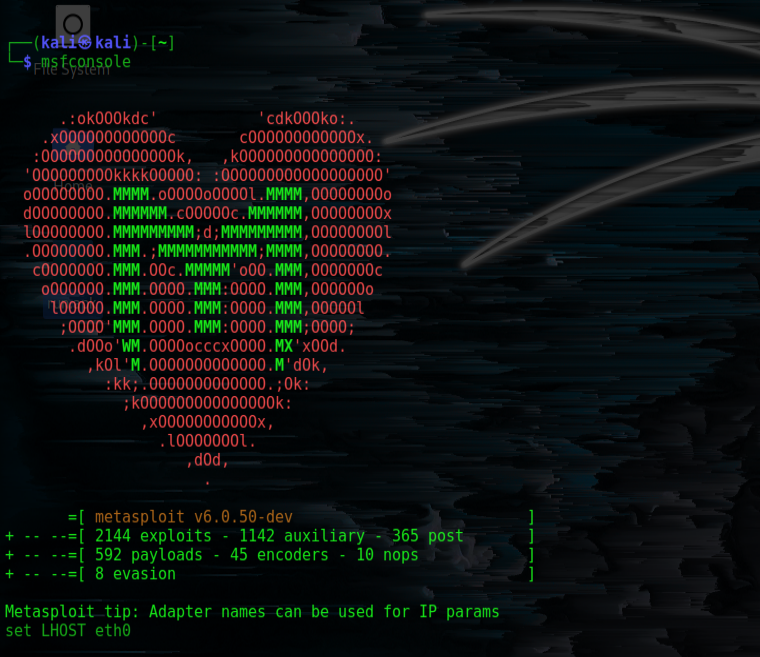 ┌──(kali㉿kali)-[~]
└─$ msfconsole
File System
    .:okOOOkdc'           'cdkOOOko:.
  .xOOOOOOOOOOOOc       cOOOOOOOOOOOOx.
 :OOOOOOOOOOOOOOOk,   ,kOOOOOOOOOOOOOOO:
'OOOOOOOOOkkkkOOOOO: :OOOOOOOOOOOOOOOOOO'
oOOOOOOOO.MMMM.oOOOOoOOOOl.MMMM,OOOOOOOOo
dOOOOOOOO.MMMMMM.cOOOOOc.MMMMMM,OOOOOOOOx
lOOOOOOOO.MMMMMMMMM;d;MMMMMMMMM,OOOOOOOOl
.OOOOOOOO.MMM.;MMMMMMMMMMM;MMMM,OOOOOOOO.
 cOOOOOOO.MMM.OOc.MMMMM'oOO.MMM,OOOOOOOc
  oOOOOOO.MMM.OOOO.MMM:OOOO.MMM,OOOOOOo
   lOOOOO.MMM.OOOO.MMM:OOOO.MMM,OOOOOl
    ;OOOO'MMM.OOOO.MMM:OOOO.MMM;OOOO;
     .dOOo'WM.OOOOocccxOOOO.MX'xOOd.
       ,kOl'M.OOOOOOOOOOOOO.M'dOk,
         :kk;.OOOOOOOOOOOOO.;Ok:
           ;kOOOOOOOOOOOOOOOk:
             ,xOOOOOOOOOOOx,
               .lOOOOOOOl.
                  ,dOd,
                    .
Home
       =[ metasploit v6.0.50-dev                          ]
+ -- --=[ 2144 exploits - 1142 auxiliary - 365 post       ]
+ -- --=[ 592 payloads - 45 encoders - 10 nops            ]
+ -- --=[ 8 evasion                                       ]
Metasploit tip: Adapter names can be used for IP params
set LHOST eth0